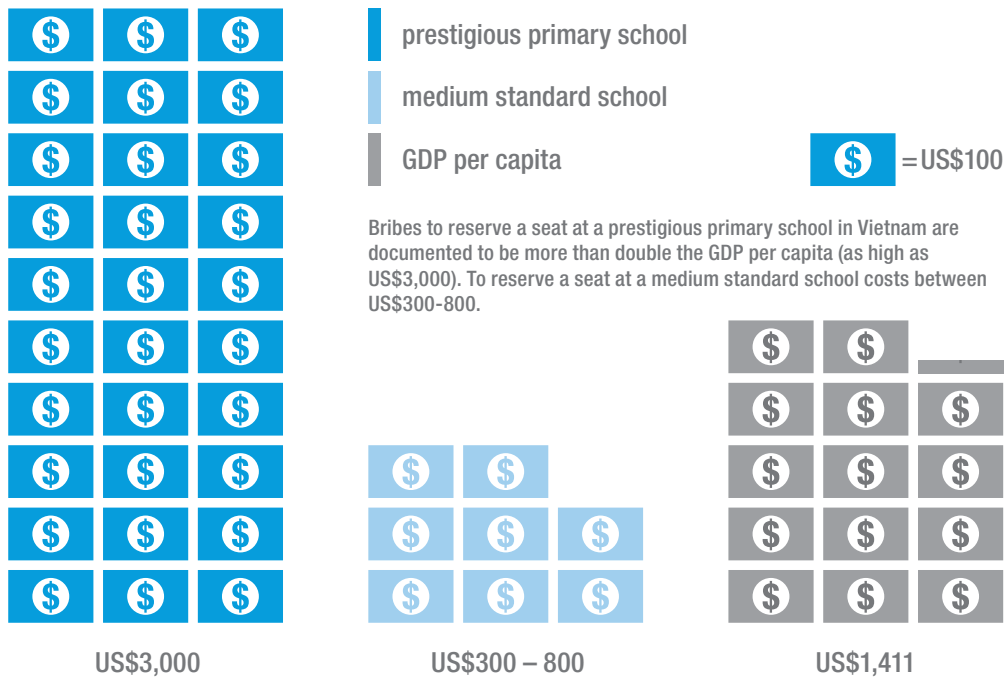 prestigious primary school
medium standard school
GDP per capita
$ =US$100
Bribes to reserve a seat at a prestigious primary school in Vietnam are
documented to be more than double the GDP per capita (as high as
US$3,000). To reserve a seat at a medium standard school costs between
US$300-800.
$ $ $
$ $ $
$ $ $
$ $ $
$ $ $
$ $ $
$ $ $
$ $ $
$ $ $
$ $ $
US$3,000
$ $
$ $ $
$ $ $
US$300 – 800
$ $
$ $ $
$ $ $
$ $ $
$ $ $
US$1,411